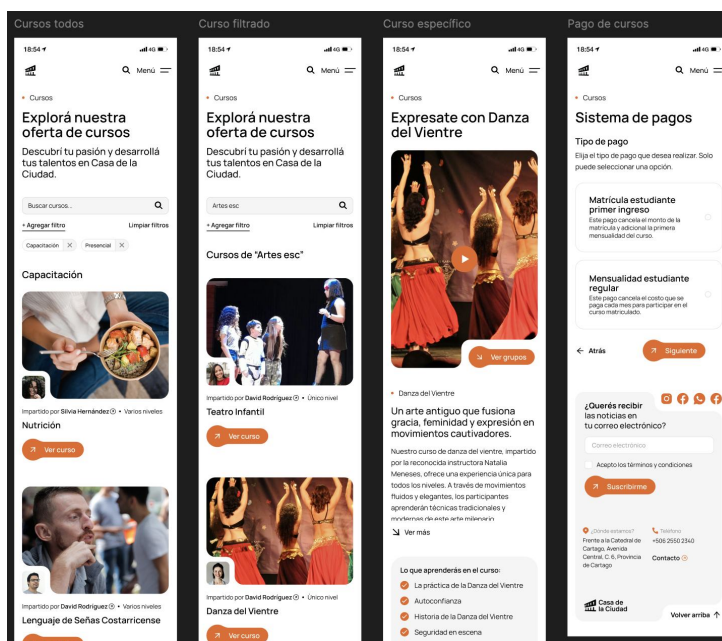 Cursos todos
18:54
4G
Menú
Cursos
Explorá nuestra
oferta de cursos
Descubrí tu pasión y desarrollá
tus talentos en Casa de la
Ciudad.
Buscar cursos...
+ Agregar filtro
Limpiar filtros
Capacitación X
Presencial X
Capacitación
Impartido por Silvia Hernández • Varios niveles
Nutrición
Ver curso
Impartido por David Rodríguez • Varios niveles
Lenguaje de Señas Costarricense
Curso filtrado
18:54
4G
Menú
Cursos
Explorá nuestra
oferta de cursos
Descubrí tu pasión y desarrollá
tus talentos en Casa de la
Ciudad.
Artes esc
+ Agregar filtro
Limpiar filtros
Cursos de “Artes esc”
Impartido por David Rodríguez • Único nivel
Teatro Infantil
Ver curso
Impartido por David Rodríguez • Único nivel
Danza del Vientre
Ver curso
Curso específico
18:54
4G
Menú
Cursos
Expresate con Danza
del Vientre
Ver grupos
Danza del Vientre
Un arte antiguo que fusiona
gracia, feminidad y expresión en
movimientos cautivadores.
Nuestro curso de danza del vientre, impartido
por la reconocida instructora Natalia
Meneses, ofrece una experiencia única para
todos los niveles. A través de movimientos
fluidos y elegantes, los participantes
aprenderán técnicas tradicionales y
modernas de este arte milenario
Ver más
Lo que aprenderás en el curso:
La práctica de la Danza del Vientre
Autoconfianza
Historia de la Danza del Vientre
Seguridad en escena
Pago de cursos
18:54
4G
Menú
Cursos
Sistema de pagos
Tipo de pago
Elija el tipo de pago que desea realizar. Solo
puede seleccionar una opción.
Matrícula estudiante
primer ingreso
Este pago cancela el monto de la
matrícula y adicional la primera
mensualidad del curso.
Mensualidad estudiante
regular
Este pago cancela el costo que se
paga cada mes para participar en el
curso matriculado.
Atrás
Siguiente
¿Querés recibir
las noticias en
tu correo electrónico?
Correo electrónico
Acepto los términos y condiciones
Suscribirme
¿Dónde estamos?
Frente a la Catedral de
Cartago, Avenida
Central, C. 6, Provincia
de Cartago
Teléfono
+506 2550 2340
Contacto
Casa de
la Ciudad
Volver arriba